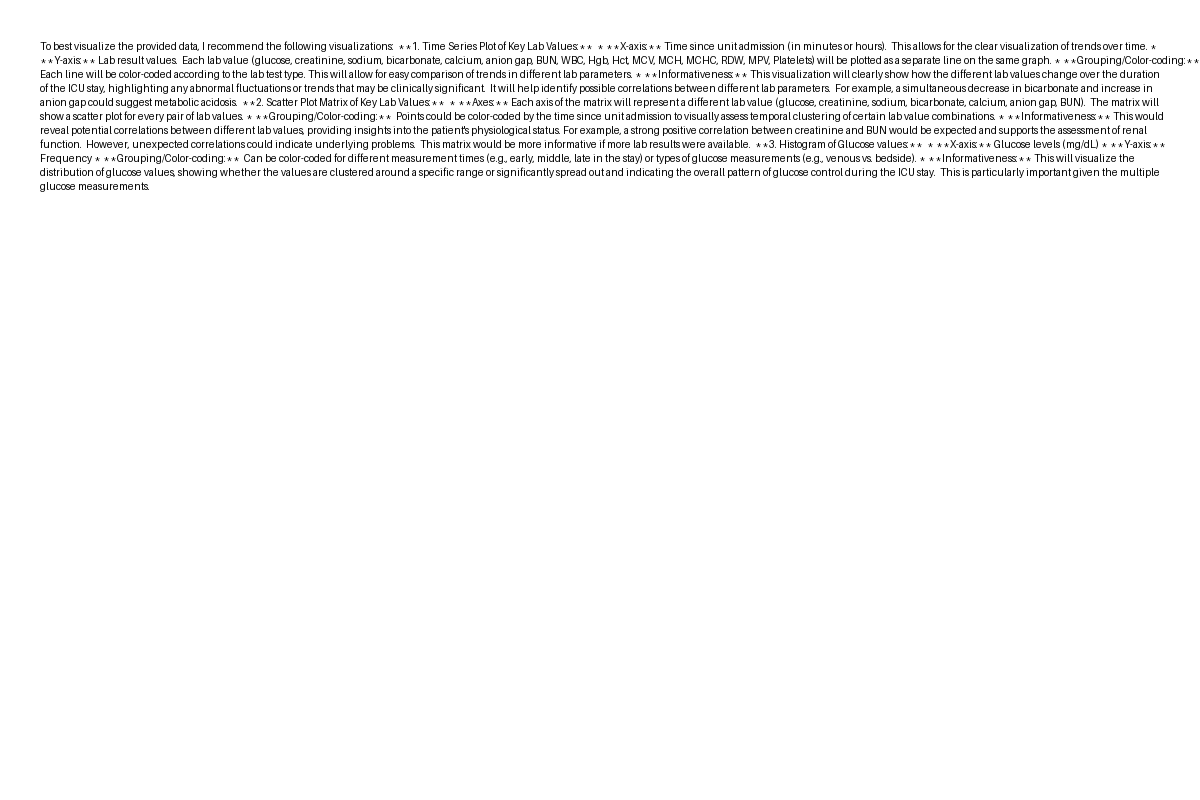 To best visualize the provided data, I recommend the following visualizations:  **1. Time Series Plot of Key Lab Values:**  * **X-axis:** Time since unit admission (in minutes or hours).  This allows for the clear visualization of trends over time. *
**Y-axis:** Lab result values.  Each lab value (glucose, creatinine, sodium, bicarbonate, calcium, anion gap, BUN, WBC, Hgb, Hct, MCV, MCH, MCHC, RDW, MPV, Platelets) will be plotted as a separate line on the same graph. * **Grouping/Color-coding:**
Each line will be color-coded according to the lab test type. This will allow for easy comparison of trends in different lab parameters. * **Informativeness:** This visualization will clearly show how the different lab values change over the duration
of the ICU stay, highlighting any abnormal fluctuations or trends that may be clinically significant.  It will help identify possible correlations between different lab parameters.  For example, a simultaneous decrease in bicarbonate and increase in
anion gap could suggest metabolic acidosis.  **2. Scatter Plot Matrix of Key Lab Values:**  * **Axes:** Each axis of the matrix will represent a different lab value (glucose, creatinine, sodium, bicarbonate, calcium, anion gap, BUN).  The matrix will
show a scatter plot for every pair of lab values. * **Grouping/Color-coding:** Points could be color-coded by the time since unit admission to visually assess temporal clustering of certain lab value combinations. * **Informativeness:** This would
reveal potential correlations between different lab values, providing insights into the patient's physiological status. For example, a strong positive correlation between creatinine and BUN would be expected and supports the assessment of renal
function.  However, unexpected correlations could indicate underlying problems.  This matrix would be more informative if more lab results were available.  **3. Histogram of Glucose values:**  * **X-axis:** Glucose levels (mg/dL) * **Y-axis:**
Frequency * **Grouping/Color-coding:** Can be color-coded for different measurement times (e.g., early, middle, late in the stay) or types of glucose measurements (e.g., venous vs. bedside). * **Informativeness:** This will visualize the
distribution of glucose values, showing whether the values are clustered around a specific range or significantly spread out and indicating the overall pattern of glucose control during the ICU stay.  This is particularly important given the multiple
glucose measurements.